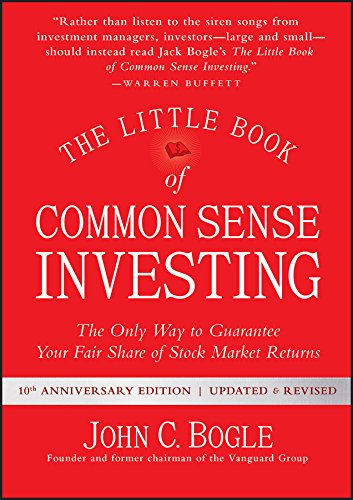 “Rather than listen to the siren songs from
investment managers, investors—large and small—
should instead read Jack Bogle’s The Little Book
of Common Sense Investing.”
—WARREN BUFFETT
THE LITTLE BOOK
of
COMMON SENSE
INVESTING
The Only Way to Guarantee
Your Fair Share of Stock Market Returns
10th ANNIVERSARY EDITION | UPDATED & REVISED
JOHN C. BOGLE
Founder and former chairman of the Vanguard Group